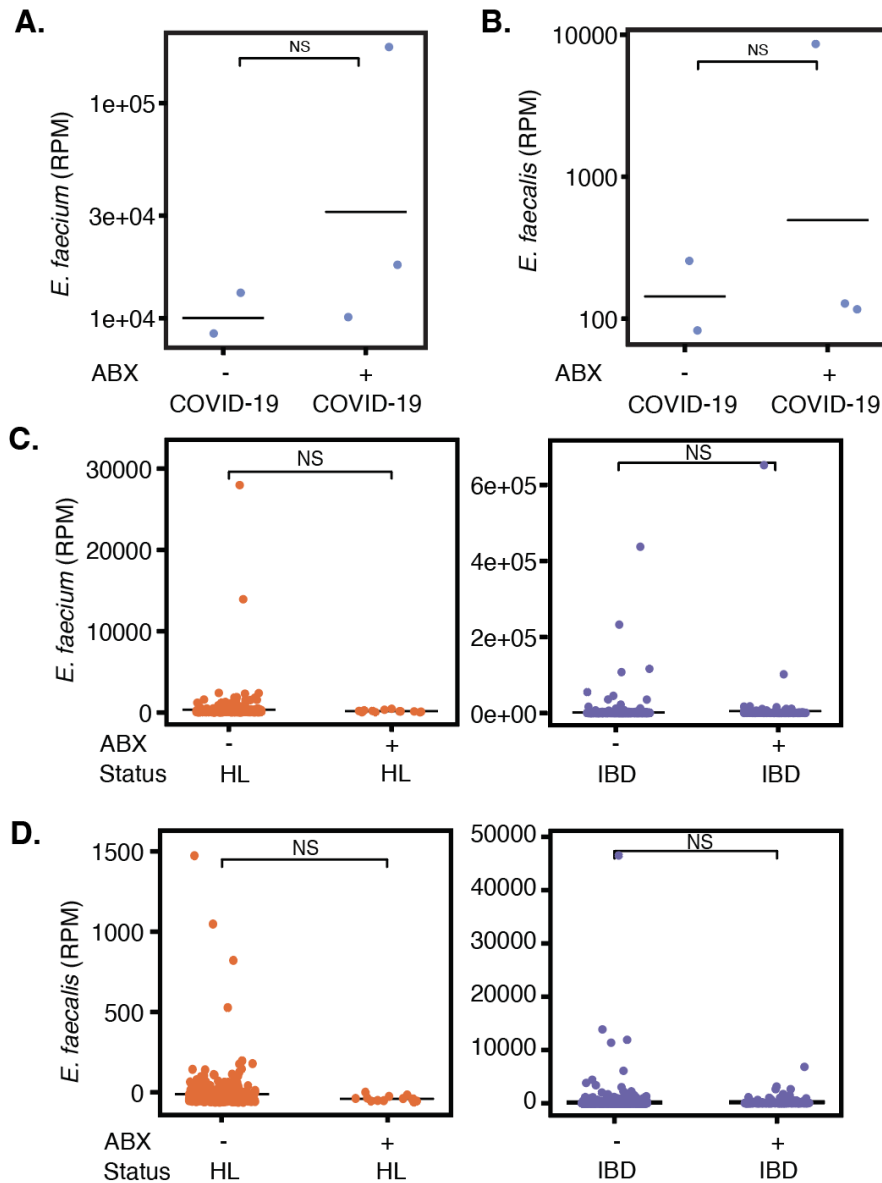 A.
NS
1e+05
3e+04
1e+04
E. faecium (RPM)
- +
ABX
COVID-19 COVID-19
B.
NS
10000
1000
100
E. faecalis (RPM)
- +
ABX
COVID-19 COVID-19
C.
NS
30000
20000
10000
0
E. faecium (RPM)
ABX - +
Status HL HL
NS
6e+05
4e+05
2e+05
0e+00
- +
IBD IBD
D.
NS
1500
1000
500
0
E. faecalis (RPM)
ABX - +
Status HL HL
NS
50000
40000
30000
20000
10000
0
- +
IBD IBD